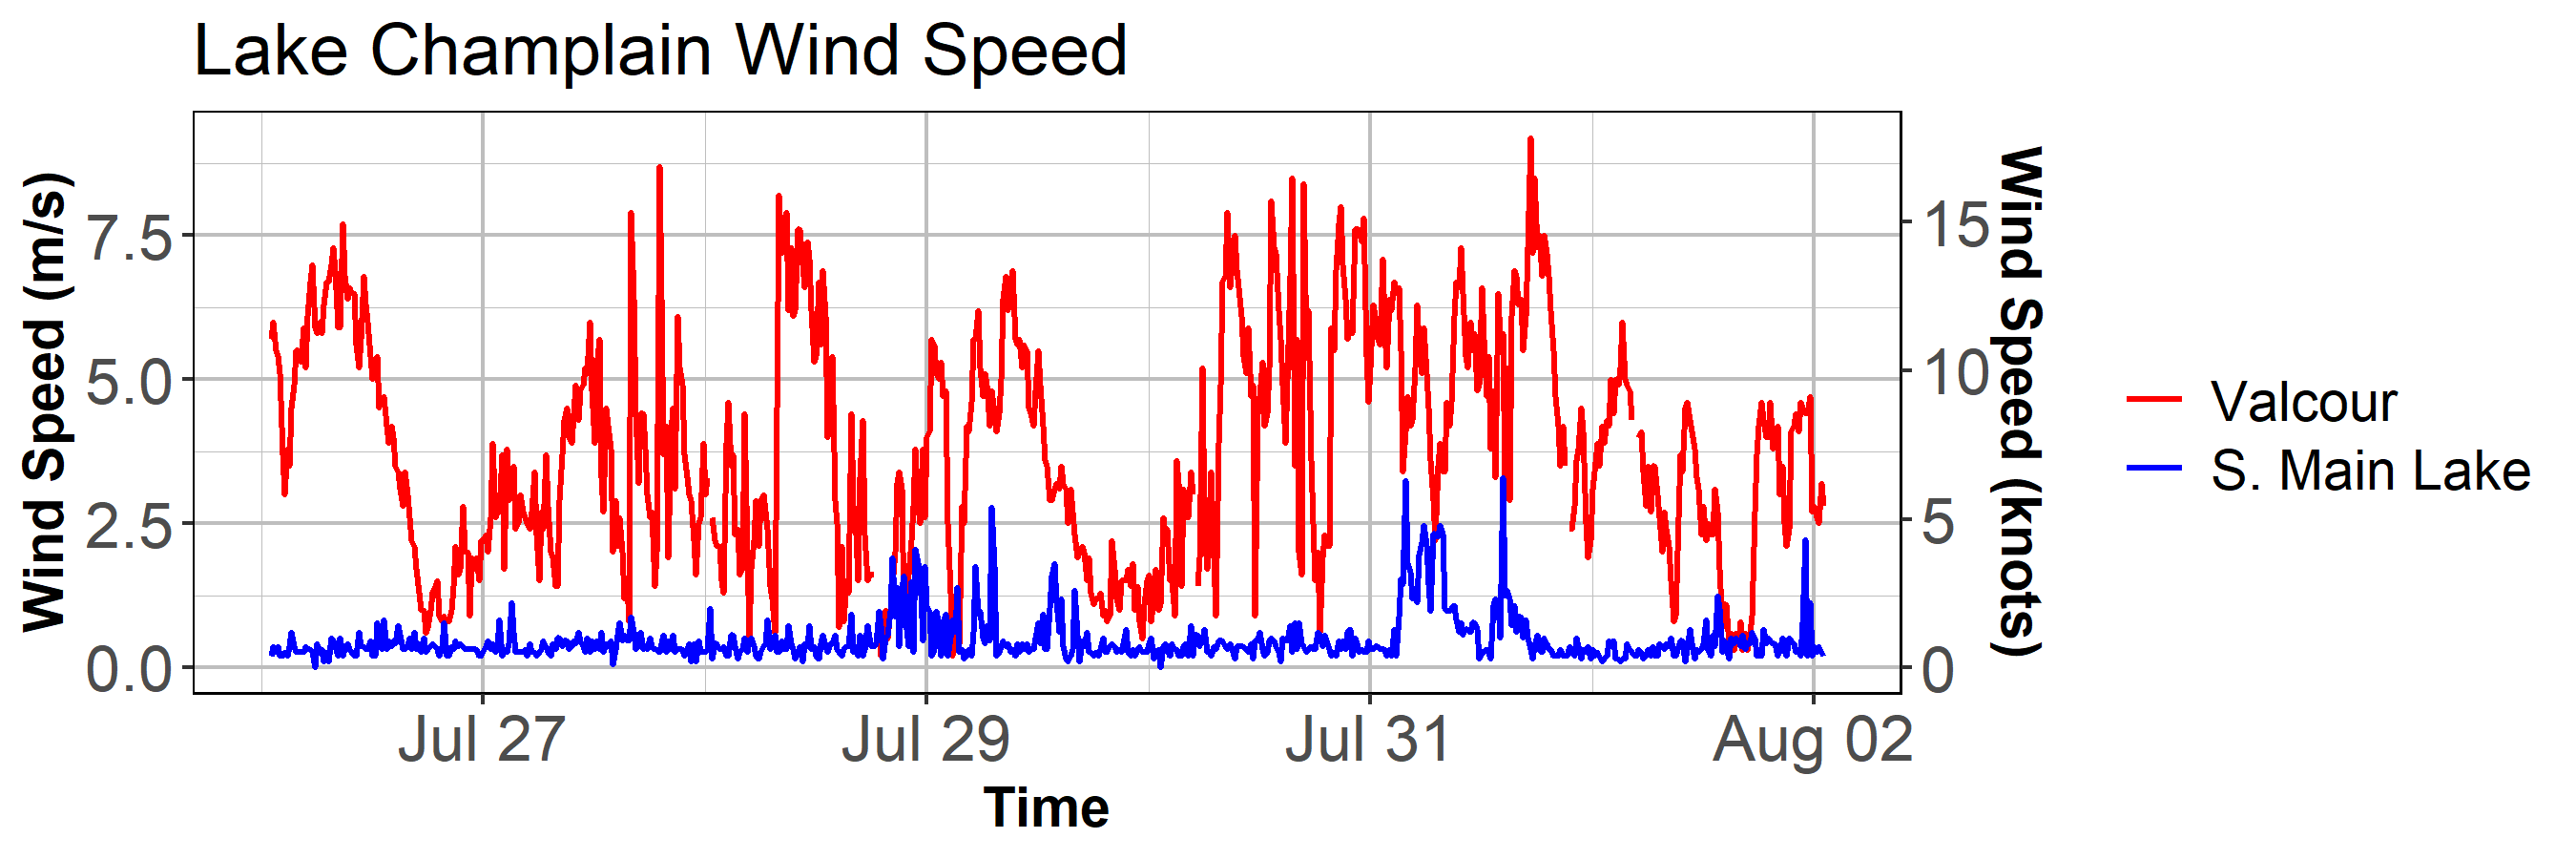 Lake Champlain Wind Speed
Wind Speed (m/s)
7.5
5.0
2.5
0.0
Wind Speed (knots)
15
10
5
0
Jul 27
Jul 29
Jul 31
Aug 02
Time
Valcour
S. Main Lake